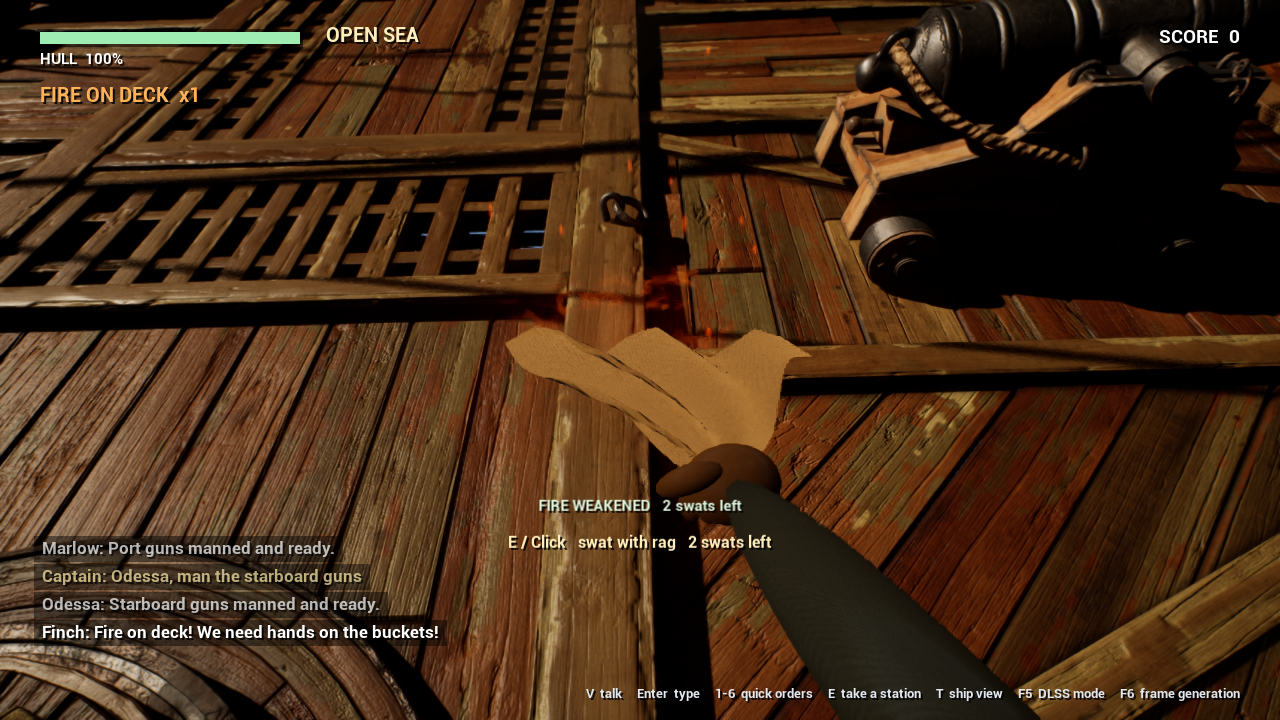 OPEN SEA
SCORE 0
HULL 100%
FIRE ON DECK x1
FIRE WEAKENED 2 swats left
E / Click swat with rag 2 swats left
Marlow: Port guns manned and ready.
Captain: Odessa, man the starboard guns
Odessa: Starboard guns manned and ready.
Finch: Fire on deck! We need hands on the buckets!
V talk Enter type 1-6 quick orders E take a station T ship view F5 DLSS mode F6 frame generation